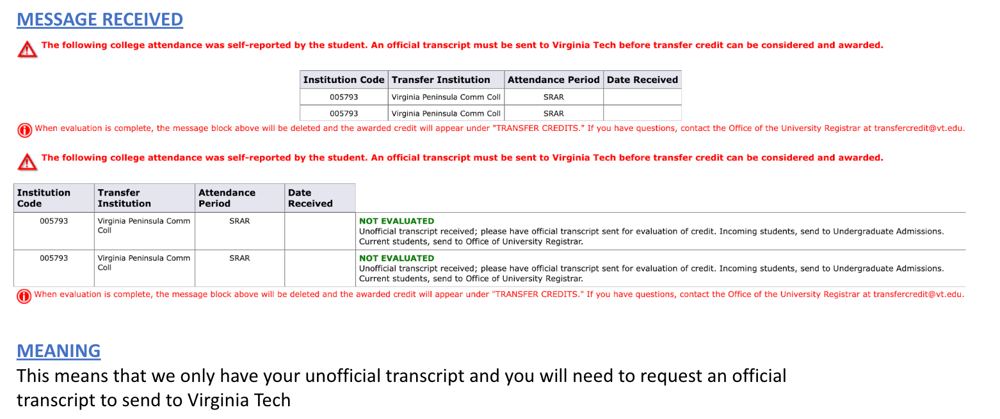 MESSAGE RECEIVED
The following college attendance was self-reported by the student. An official transcript must be sent to Virginia Tech before transfer credit can be considered and awarded.
Institution Code Transfer Institution Attendance Period Date Received
005793 Virginia Peninsula Comm Coll SRAR
005793 Virginia Peninsula Comm Coll SRAR
When evaluation is complete, the message block above will be deleted and the awarded credit will appear under "TRANSFER CREDITS." If you have questions, contact the Office of the University Registrar at transfercredit@vt.edu.
The following college attendance was self-reported by the student. An official transcript must be sent to Virginia Tech before transfer credit can be considered and awarded.
Institution Transfer Attendance Date
Code Institution Period Received
005793 Virginia Peninsula Comm SRAR NOT EVALUATED
Coll Unofficial transcript received; please have official transcript sent for evaluation of credit. Incoming students, send to Undergraduate Admissions.
Current students, send to Office of University Registrar.
005793 Virginia Peninsula Comm SRAR NOT EVALUATED
Coll Unofficial transcript received; please have official transcript sent for evaluation of credit. Incoming students, send to Undergraduate Admissions.
Current students, send to Office of University Registrar.
When evaluation is complete, the message block above will be deleted and the awarded credit will appear under "TRANSFER CREDITS." If you have questions, contact the Office of the University Registrar at transfercredit@vt.edu.
MEANING
This means that we only have your unofficial transcript and you will need to request an official
transcript to send to Virginia Tech